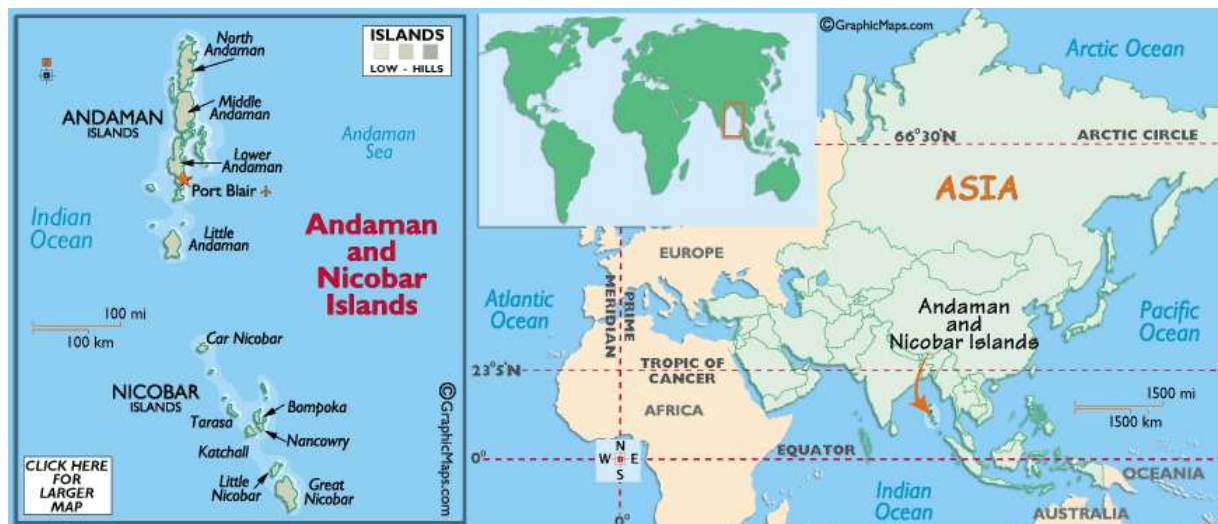 ISLANDS
LOW - HILLS
North
Andaman
Middle
Andaman
ANDAMAN
ISLANDS
Andaman
Sea
Lower
Andaman
Port Blair
Indian
Ocean
Little
Andaman
Andaman
and
Nicobar
Islands
100 mi
100 km
Car Nicobar
NICOBAR
ISLANDS
Bompoka
Tarasa
Nancowry
Katchall
Little
Nicobar
Great
Nicobar
CLICK HERE
FOR
LARGER
MAP
©GraphicMaps.com
©GraphicMaps.com
Arctic Ocean
66°30'N
ARCTIC CIRCLE
ASIA
EUROPE
Atlantic
Ocean
PRIME
MERIDIAN
Andaman
and
Nicobar Islands
Pacific
Ocean
23°5'N
TROPIC OF
CANCER
AFRICA
1500 mi
1500 km
EQUATOR
0°
N
W E
S
OCEANIA
Indian
Ocean
AUSTRALIA
0°